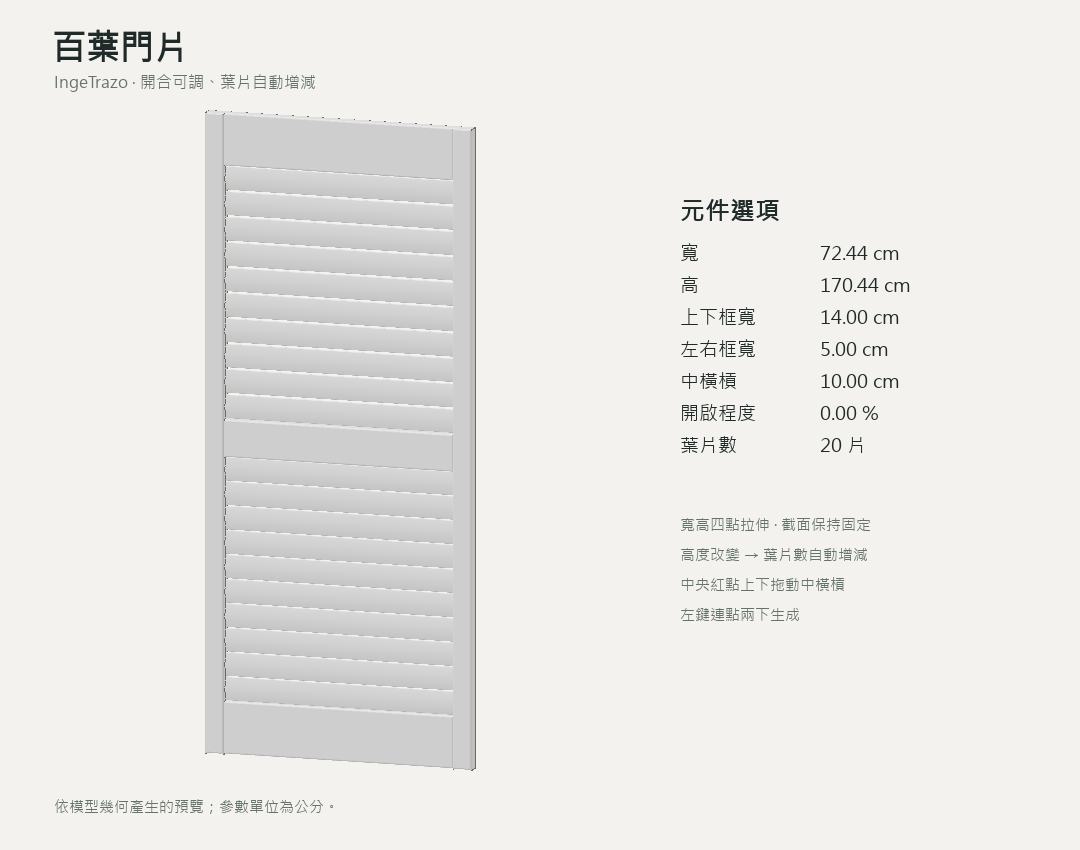 百葉門片
IngeTrazo · 開合可調、葉片自動增減
元件選項
寬 72.44 cm
高 170.44 cm
上下框寬 14.00 cm
左右框寬 5.00 cm
中橫槓 10.00 cm
開啟程度 0.00 %
葉片數 20 片
寬高四點拉伸 · 截面保持固定
高度改變 → 葉片數自動增減
中央紅點上下拖動中橫槓
左鍵連點兩下生成
依模型幾何產生的預覽；參數單位為公分。